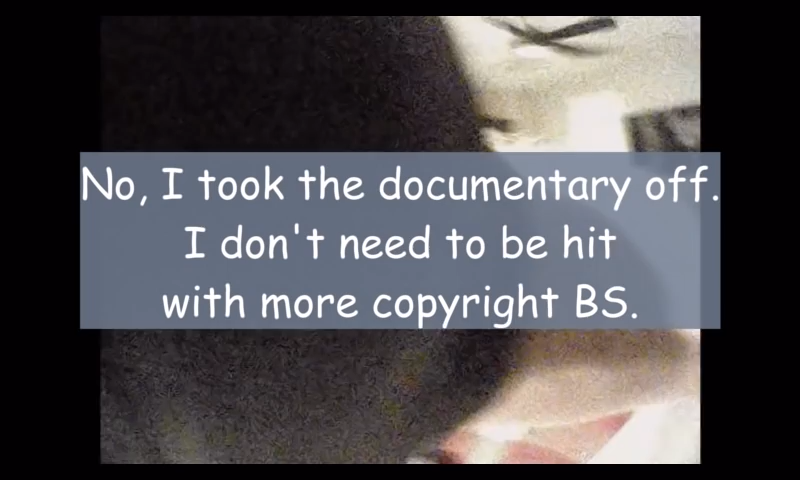 No, I took the documentary off.
I don't need to be hit
with more copyright BS.